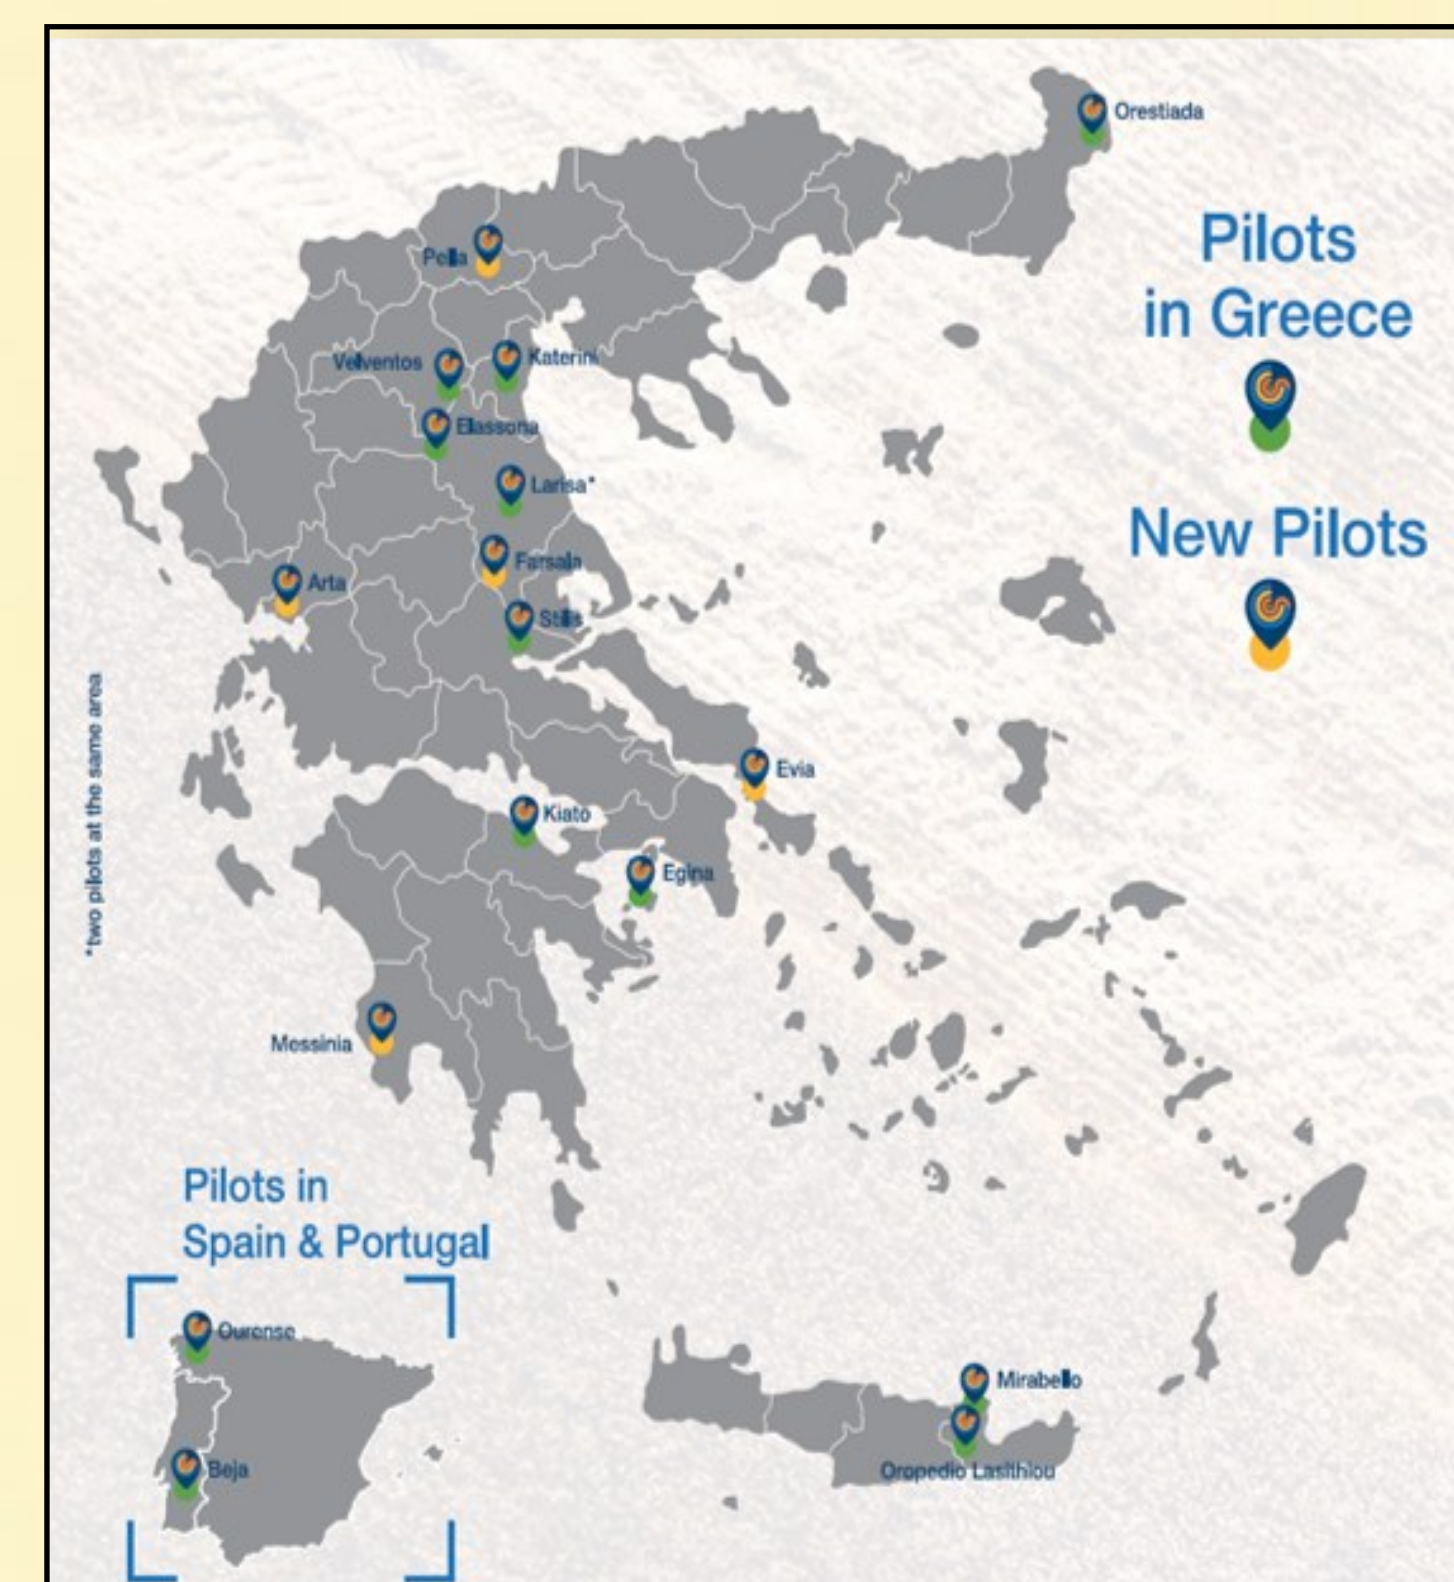 Orestiada
Pilots
in Greece
Pella
Velventos
Katerini
Elassona
Larisa*
New Pilots
Farsala
Arta
Stilis
*two pilots at the same area
Evia
Kiato
Egina
Messinia
Pilots in
Spain & Portugal
Ourense
Mirabello
Beja
Oropedio Lasithiou